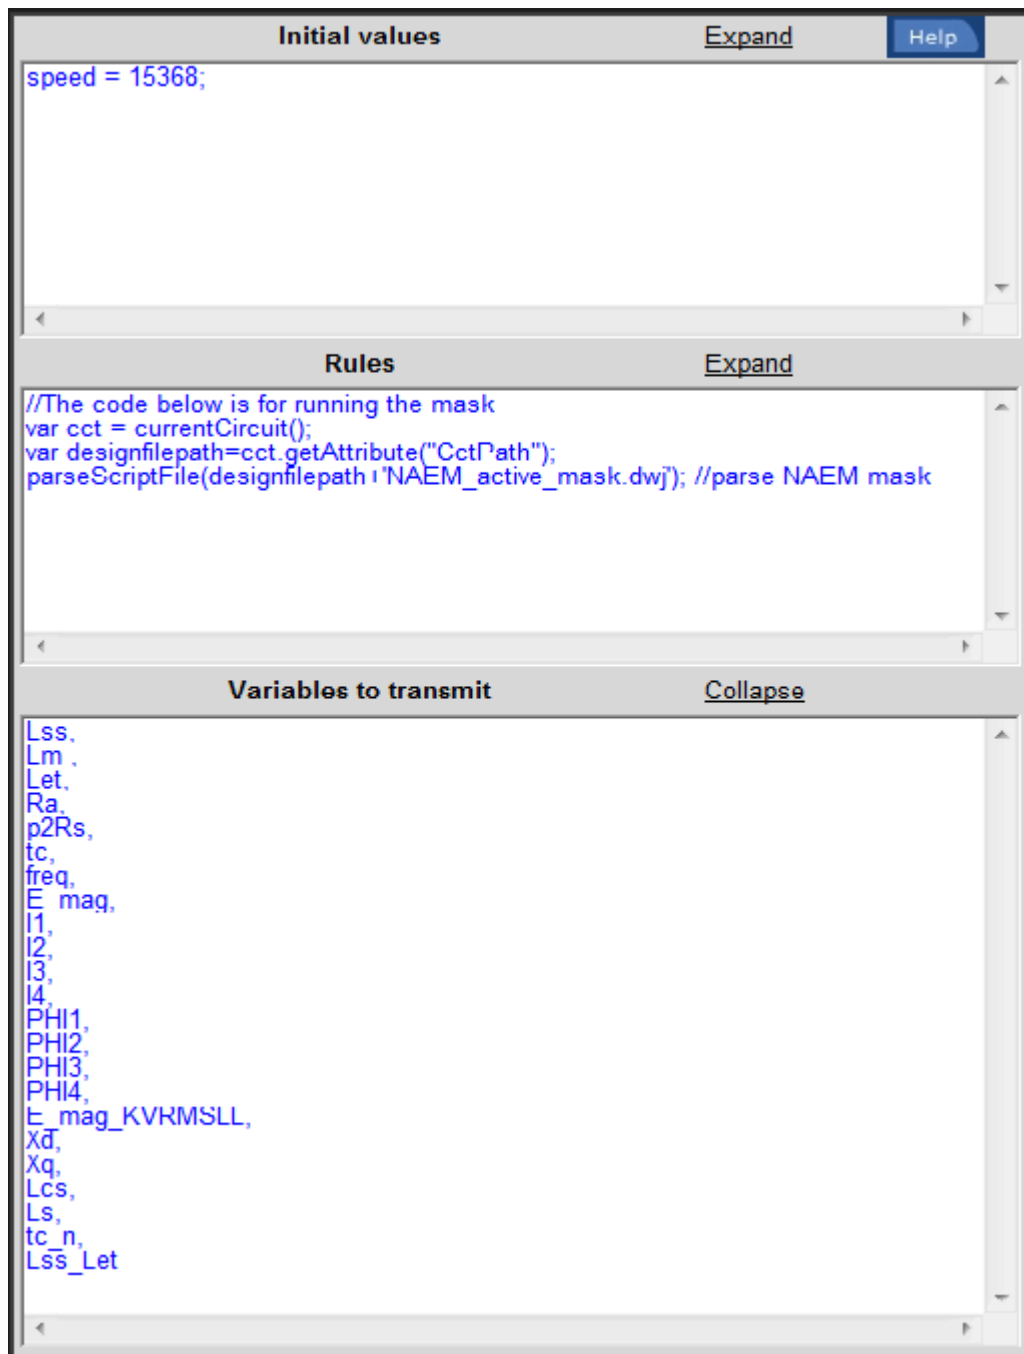 Initial values Expand Help
speed = 15368;
Rules Expand
//The code below is for running the mask
var cct = currentCircuit();
var designfilepath=cct.getAttribute("CctPath");
parseScriptFile(designfilepath+'NAEM_active_mask.dwj'); //parse NAEM mask
Variables to transmit Collapse
Lss,
Lm ,
Let,
Ra,
p2Rs,
tc,
freq,
E_mag,
I1,
I2,
I3,
I4,
PHI1,
PHI2,
PHI3,
PHI4,
E_mag_KVRMSLL,
Xd,
Xq,
Lcs,
Ls,
tc_n,
Lss_Let